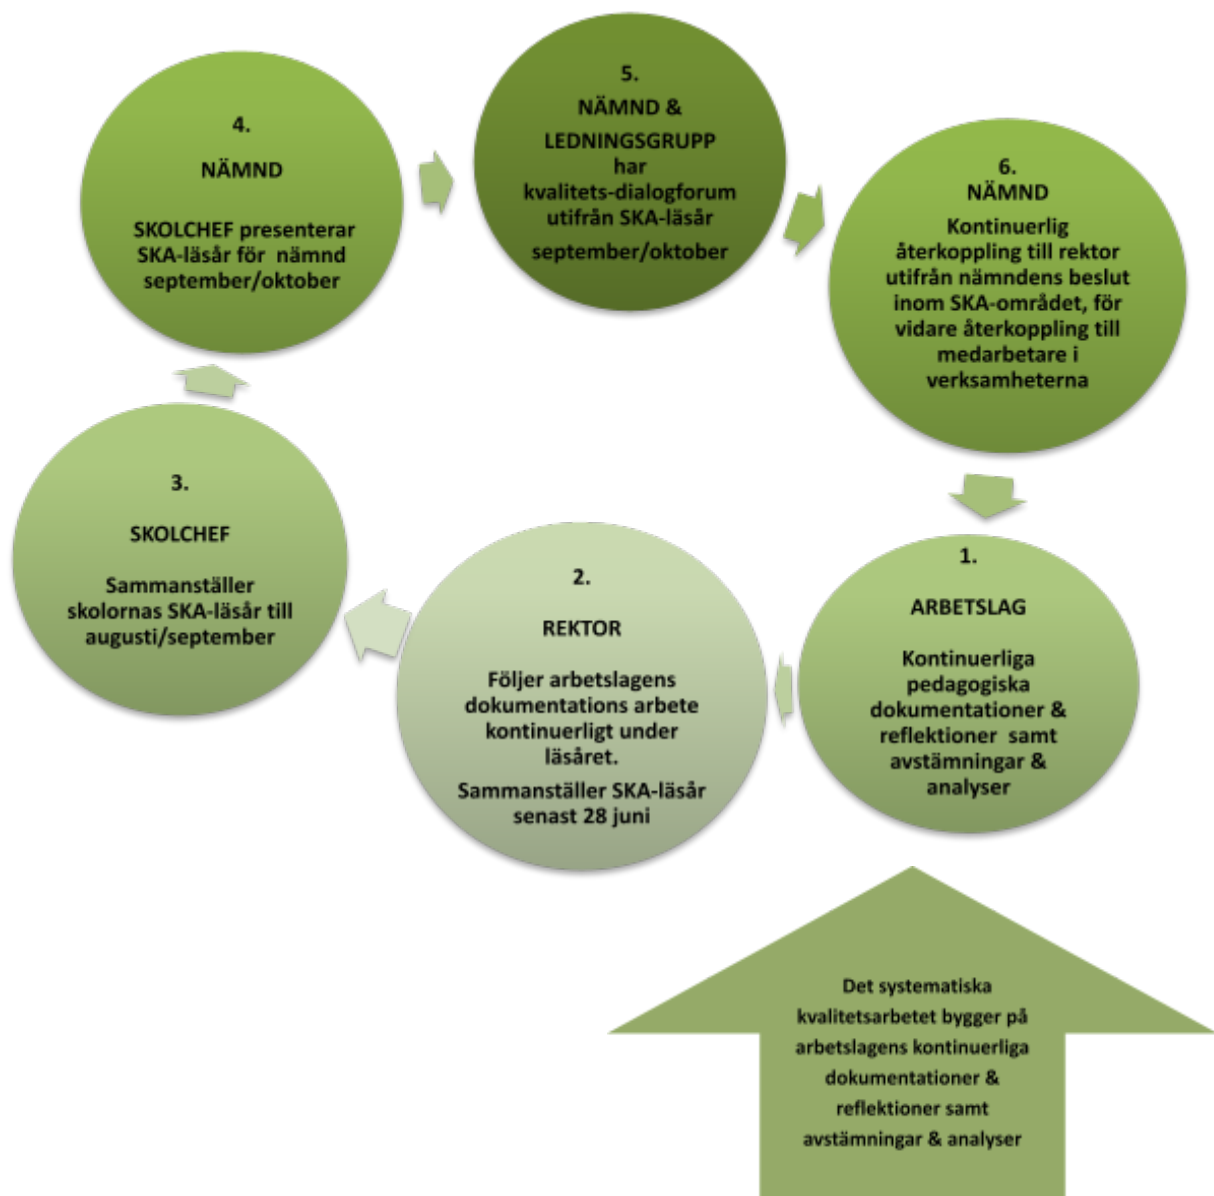 4.
NÄMND
SKOLCHEF presenterar
SKA-läsår för nämnd
september/oktober
5.
NÄMND &
LEDNINGSGRUPP
har
kvalitets-dialogforum
utifrån SKA-läsår
september/oktober
6.
NÄMND
Kontinuerlig
återkoppling till rektor
utifrån nämndens beslut
inom SKA-området, för
vidare återkoppling till
medarbetare i
verksamheterna
3.
SKOLCHEF
Sammanställer
skolornas SKA-läsår till
augusti/september
2.
REKTOR
Följer arbetslagens
dokumentations arbete
kontinuerligt under
läsåret.
Sammanställer SKA-läsår
senast 28 juni
1.
ARBETSLAG
Kontinuerliga
pedagogiska
dokumentationer &
reflektioner samt
avstämningar &
analyser
Det systematiska
kvalitetsarbetet bygger på
arbetslagens kontinuerliga
dokumentationer &
reflektioner samt
avstämningar & analyser